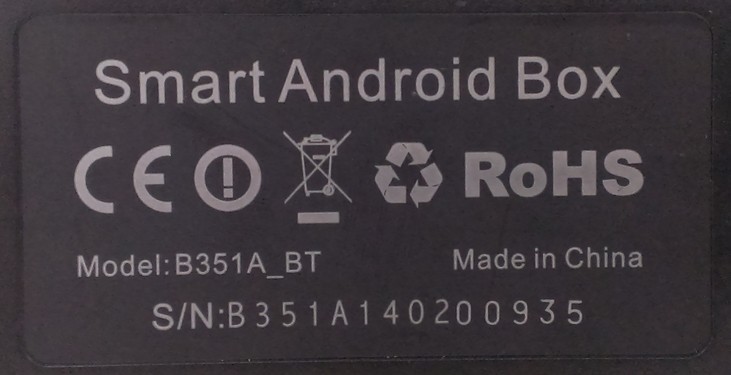 Smart Android Box
CE RoHS
Model:B351A_BT Made in China
S/N:B351A140200935